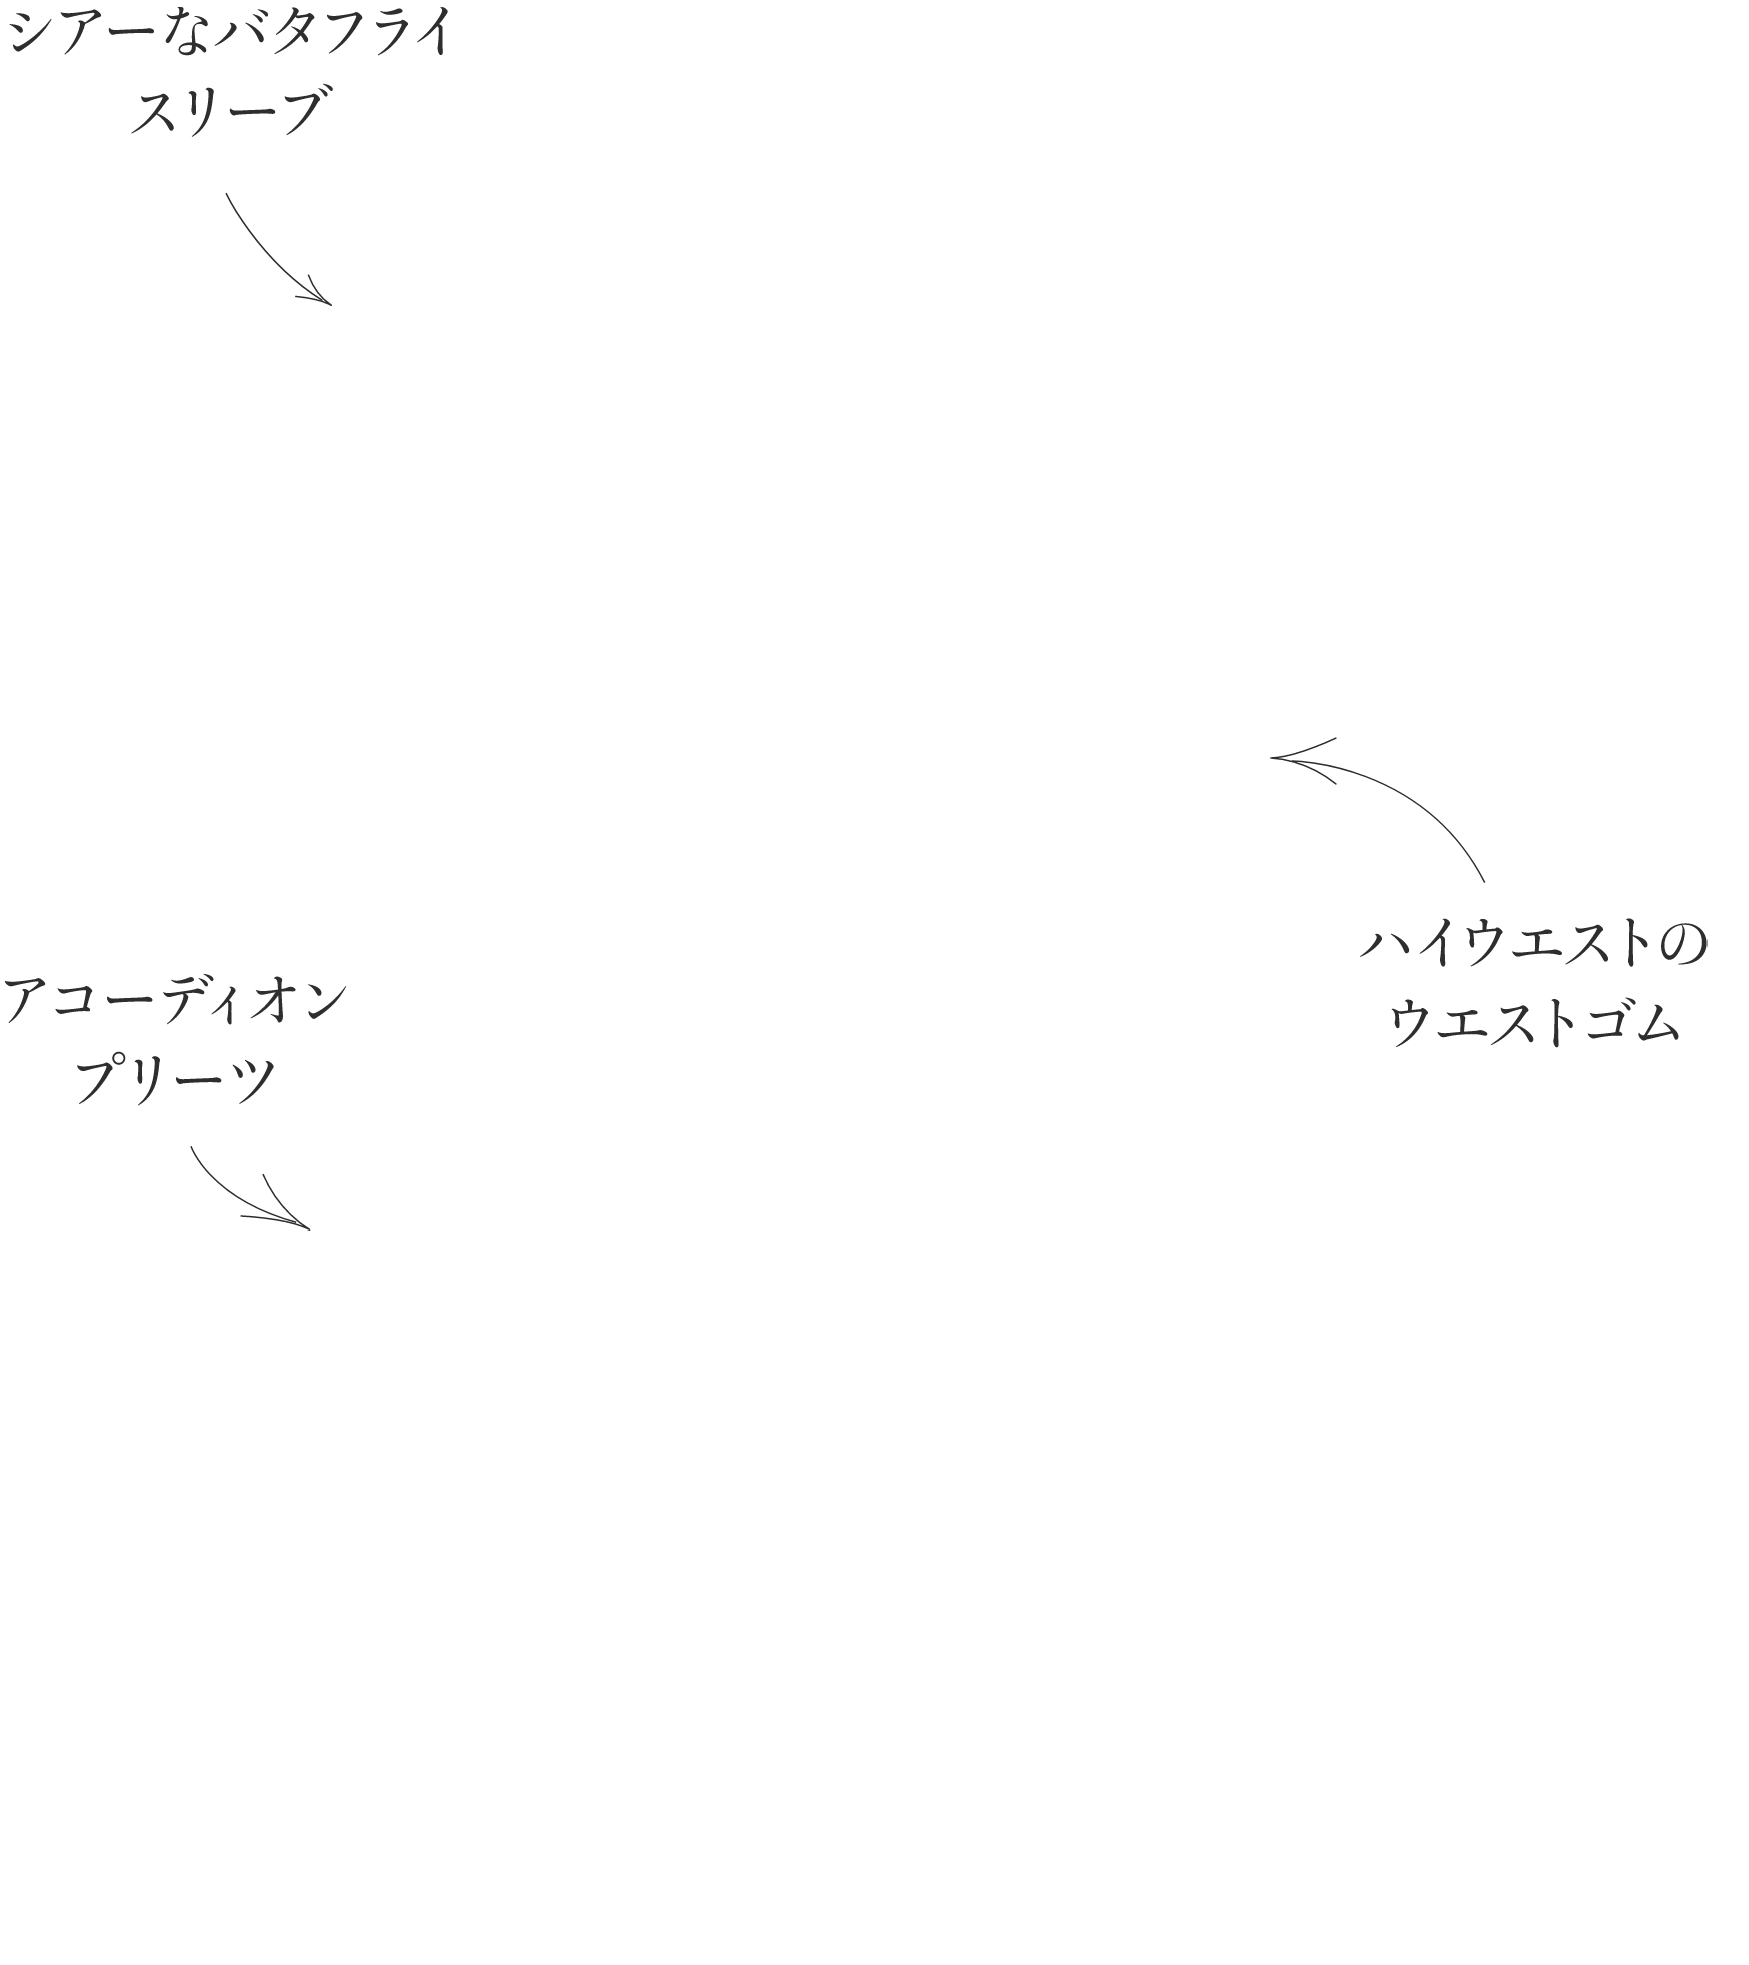 シアーなバタフライ
スリーブ
ハイウエストの
ウエストゴム
アコーディオン
プリーツ